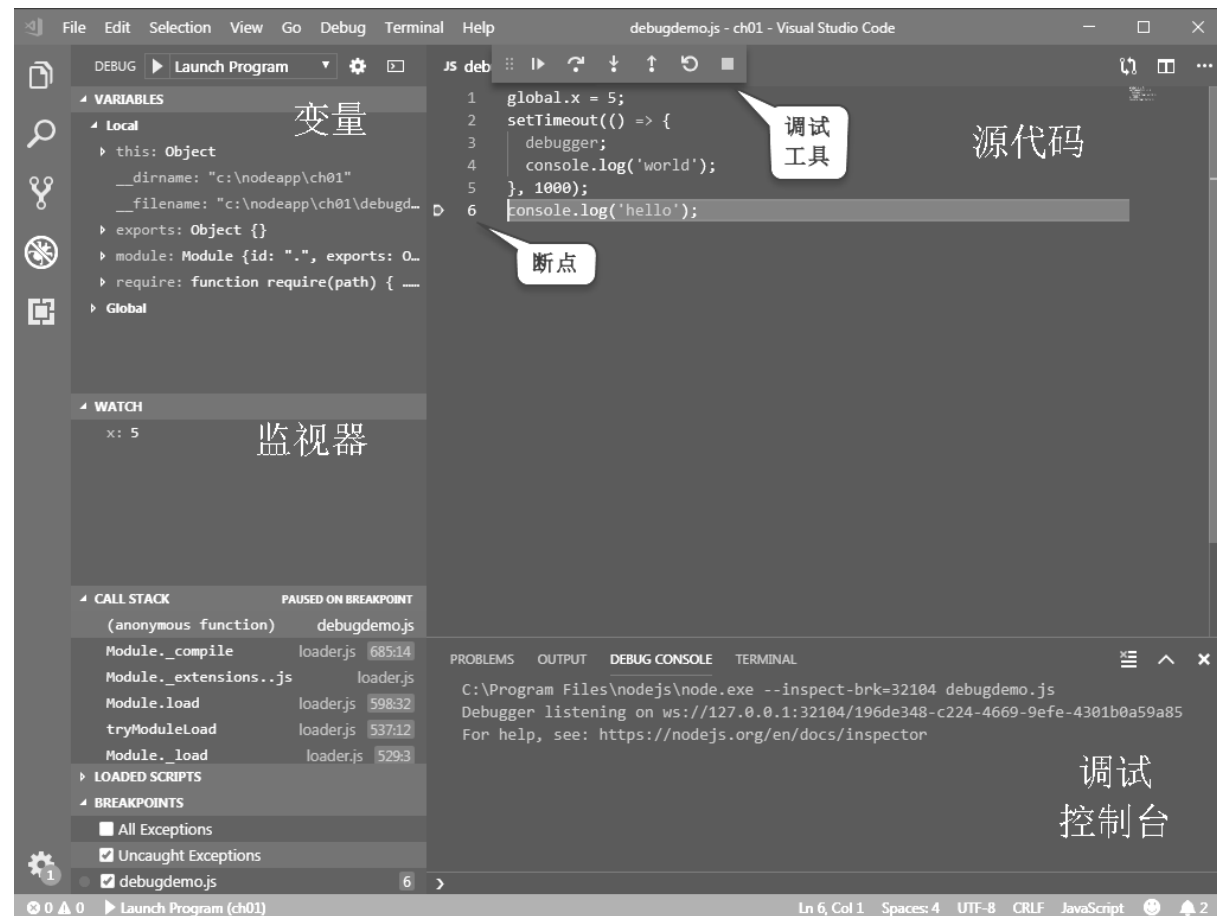 File Edit Selection View Go Debug Terminal Help debugdemo.js - ch01 - Visual Studio Code
DEBUG Launch Program
JS deb
VARIABLES
变量
Local
this: Object
__dirname: "c:\nodeapp\ch01"
__filename: "c:\nodeapp\ch01\debugd…
exports: Object {}
module: Module {id: ".", exports: O…
require: function require(path) { ……
Global
WATCH
x: 5
监视器
CALL STACK PAUSED ON BREAKPOINT
(anonymous function) debugdemo.js
Module._compile loader.js 685:14
Module._extensions..js loader.js
Module.load loader.js 598:32
tryModuleLoad loader.js 537:12
Module._load loader.js 529:3
LOADED SCRIPTS
BREAKPOINTS
All Exceptions
Uncaught Exceptions
debugdemo.js 6
1
1 global.x = 5;
2 setTimeout(() => {
3 debugger;
4 console.log('world');
5 }, 1000);
6 console.log('hello');
调试
工具
源代码
断点
PROBLEMS OUTPUT DEBUG CONSOLE TERMINAL
C:\Program Files\nodejs\node.exe --inspect-brk=32104 debugdemo.js
Debugger listening on ws://127.0.0.1:32104/196de348-c224-4669-9efe-4301b0a59a85
For help, see: https://nodejs.org/en/docs/inspector
调试
控制台
0 0 Launch Program (ch01) Ln 6, Col 1 Spaces: 4 UTF-8 CRLF JavaScript 2